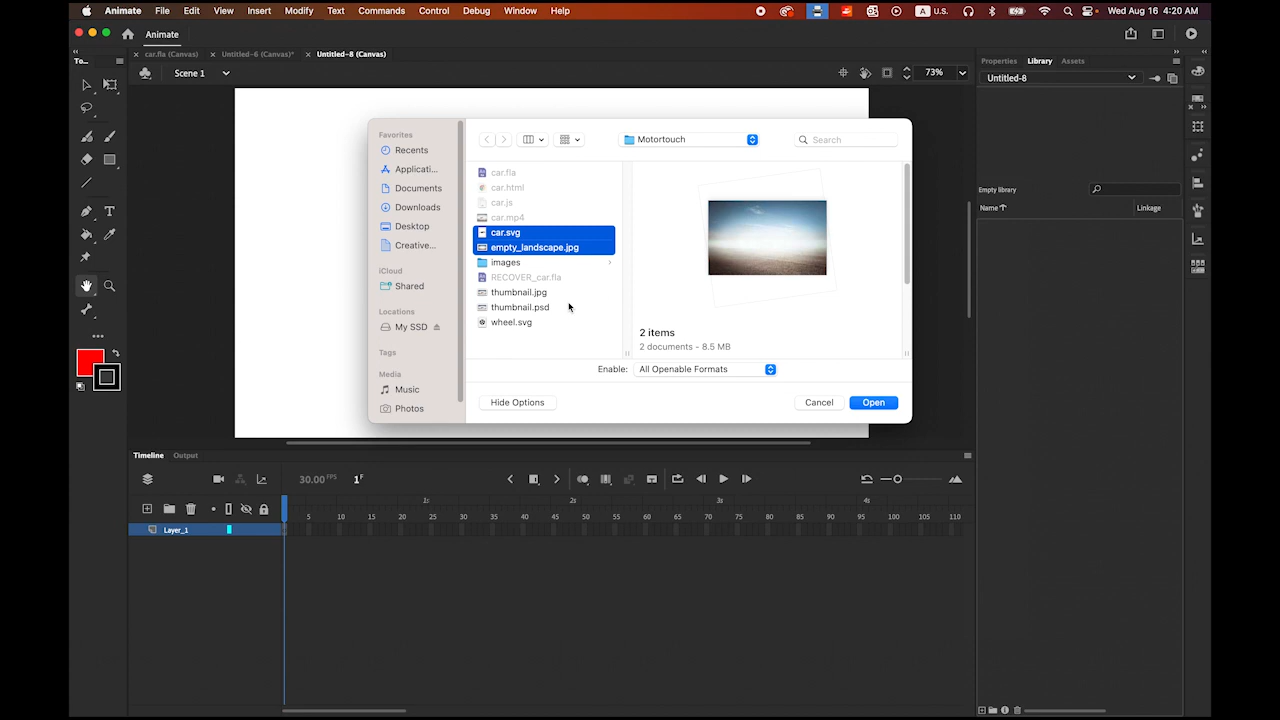 Animate File Edit View Insert Modify Text Commands Control Debug Window Help A U.S. Wed Aug 16 4:20 AM
Animate
car.fla (Canvas) Untitled-6 (Canvas)* Untitled-8 (Canvas)
To...
Scene 1 73%
Properties Library Assets
Untitled-8
Empty library
Name Linkage
Favorites
Recents
Applicati...
Documents
Downloads
Desktop
Creative...
iCloud
Shared
Locations
My SSD
Tags
Media
Music
Photos
Motortouch
Search
car.fla
car.html
car.js
car.mp4
car.svg
empty_landscape.jpg
images
RECOVER_car.fla
thumbnail.jpg
thumbnail.psd
wheel.svg
2 items
2 documents - 8.5 MB
Enable: All Openable Formats
Hide Options Cancel Open
Timeline Output
30.00 FPS 1 F
1s 2s 3s 4s
5 10 15 20 25 30 35 40 45 50 55 60 65 70 75 80 85 90 95 100 105 110
Layer_1